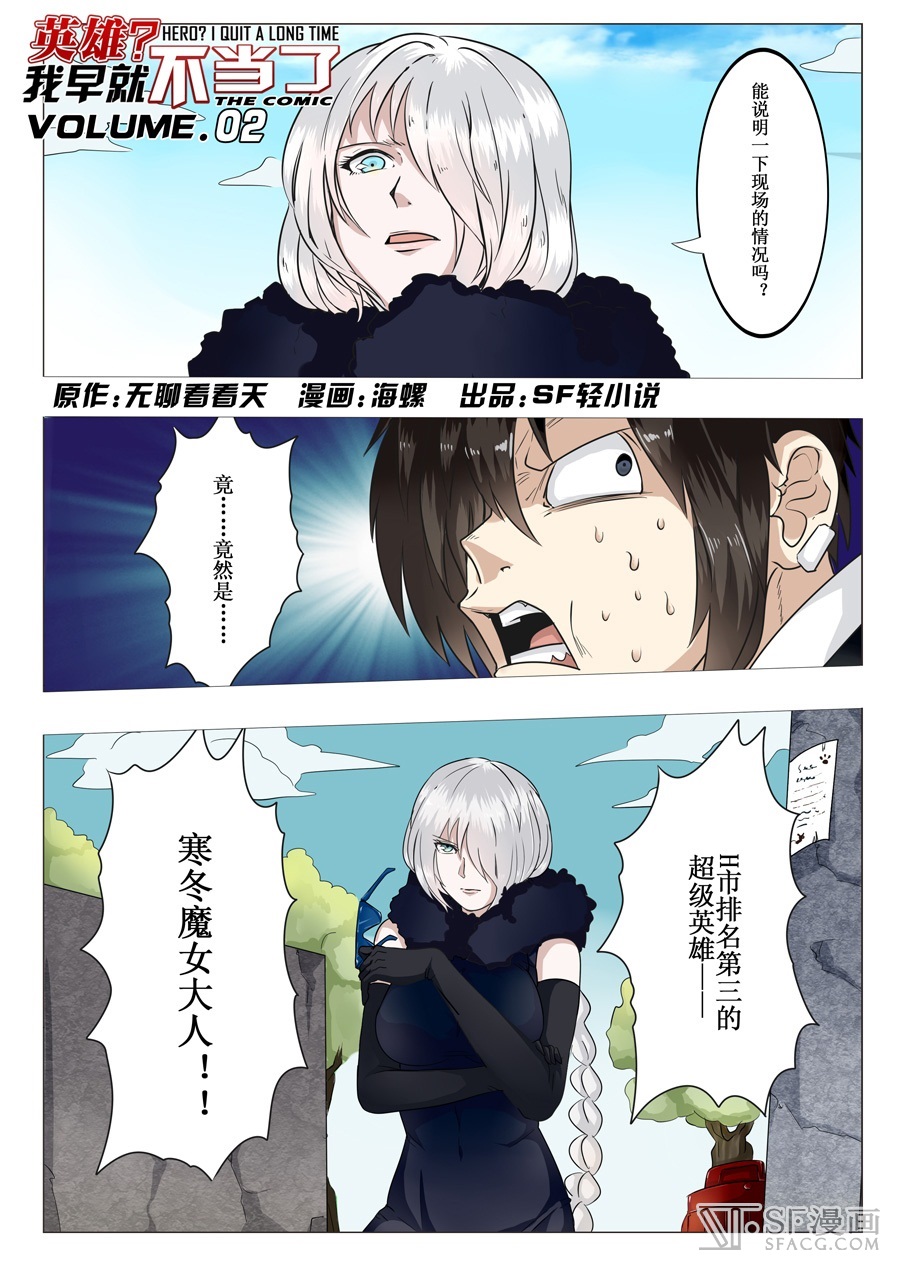 英雄?
HERO? I QUIT A LONG TIME
我早就不当了
THE COMIC
VOLUME.02
能说明一下现场的情况吗？
原作:无聊看看天 漫画:海螺 出品:SF轻小说
竟……竟然是……
H市排名第三的
超级英雄——
寒冬魔女大人！！
SF漫画
SFACG.COM